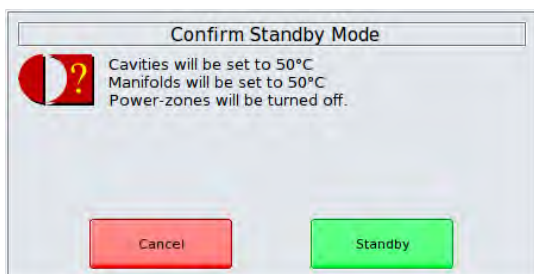 Confirm Standby Mode
?
Cavities will be set to 50°C
Manifolds will be set to 50°C
Power-zones will be turned off.
Cancel
Standby